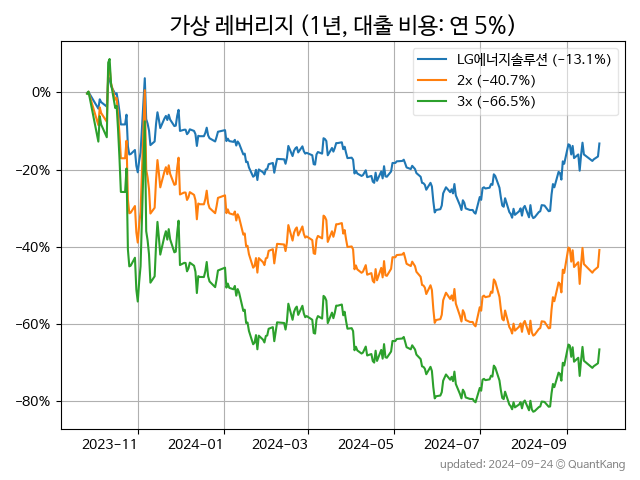 가상 레버리지 (1년, 대출 비용: 연 5%)
LG에너지솔루션 (−13.1%)
2x (−40.7%)
3x (−66.5%)
0%
−20%
−40%
−60%
−80%
2023-11
2024-01
2024-03
2024-05
2024-07
2024-09
updated: 2024-09-24 © QuantKang